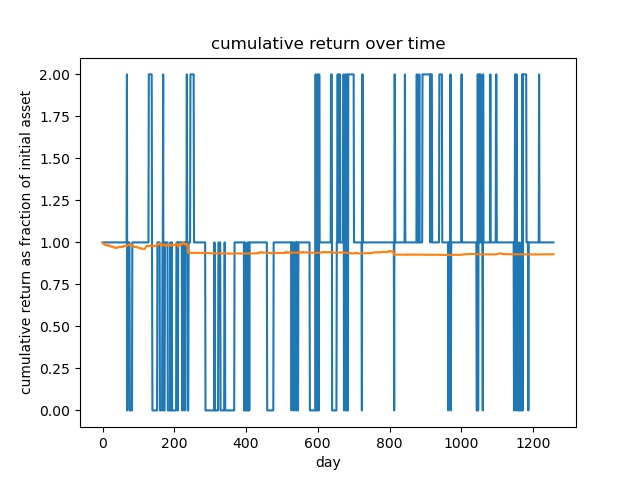 cumulative return over time
cumulative return as fraction of initial asset
2.00
1.75
1.50
1.25
1.00
0.75
0.50
0.25
0.00
0 200 400 600 800 1000 1200
day